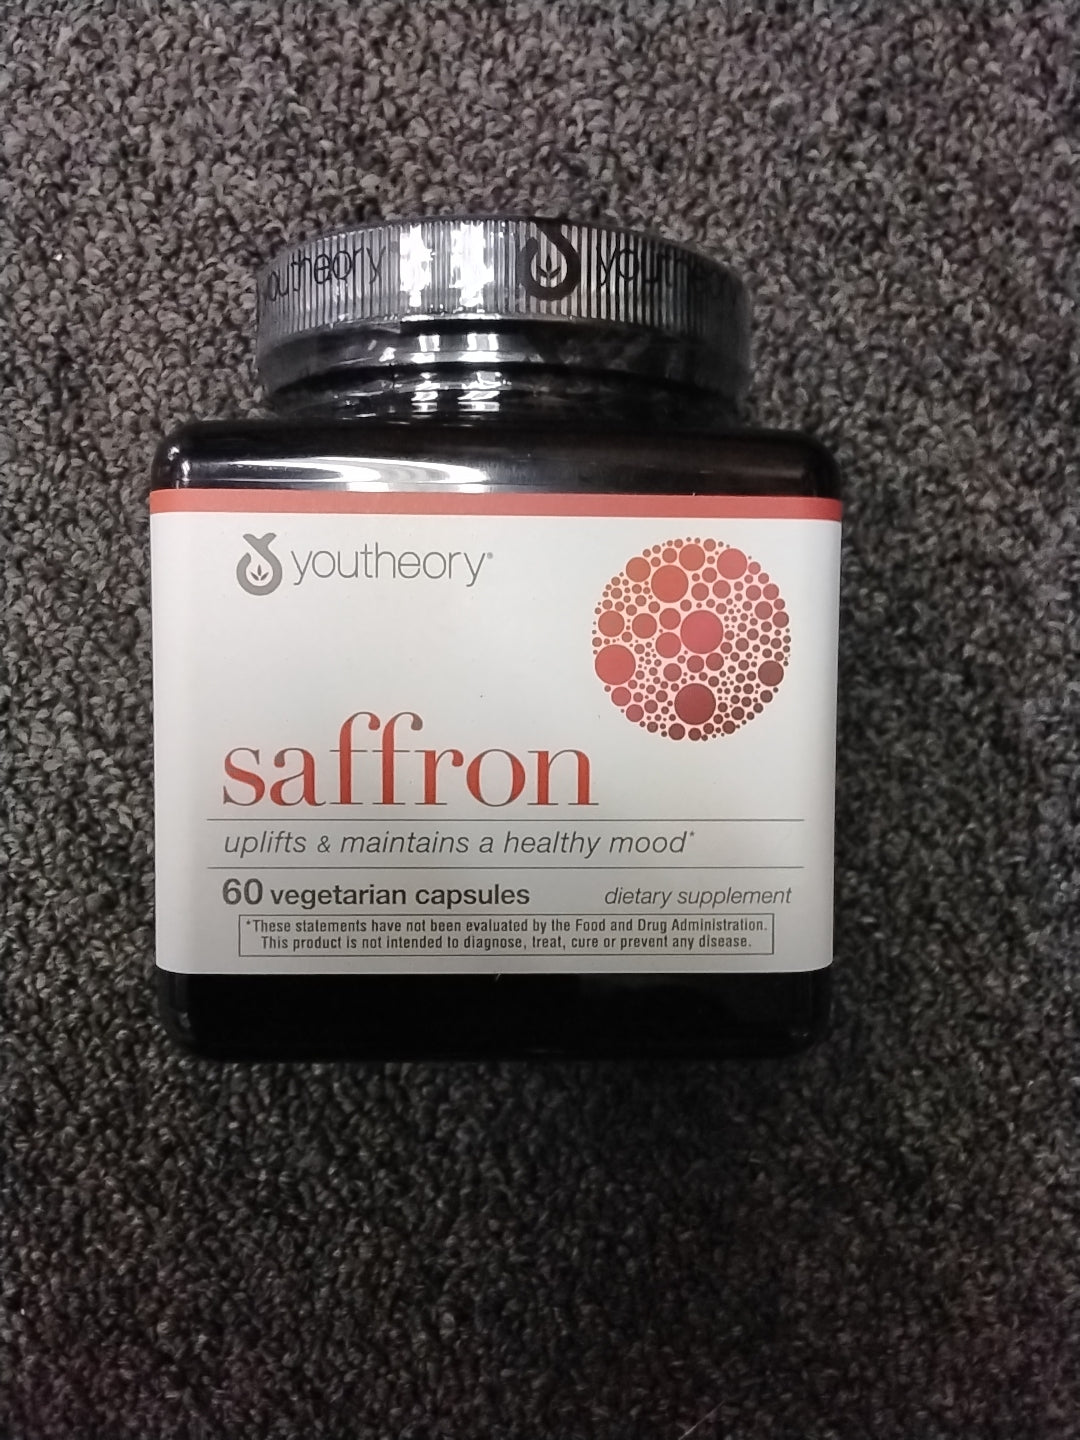 youtheory youtheory
youtheory®
saffron
uplifts & maintains a healthy mood*
60 vegetarian capsules dietary supplement
*These statements have not been evaluated by the Food and Drug Administration.
This product is not intended to diagnose, treat, cure or prevent any disease.